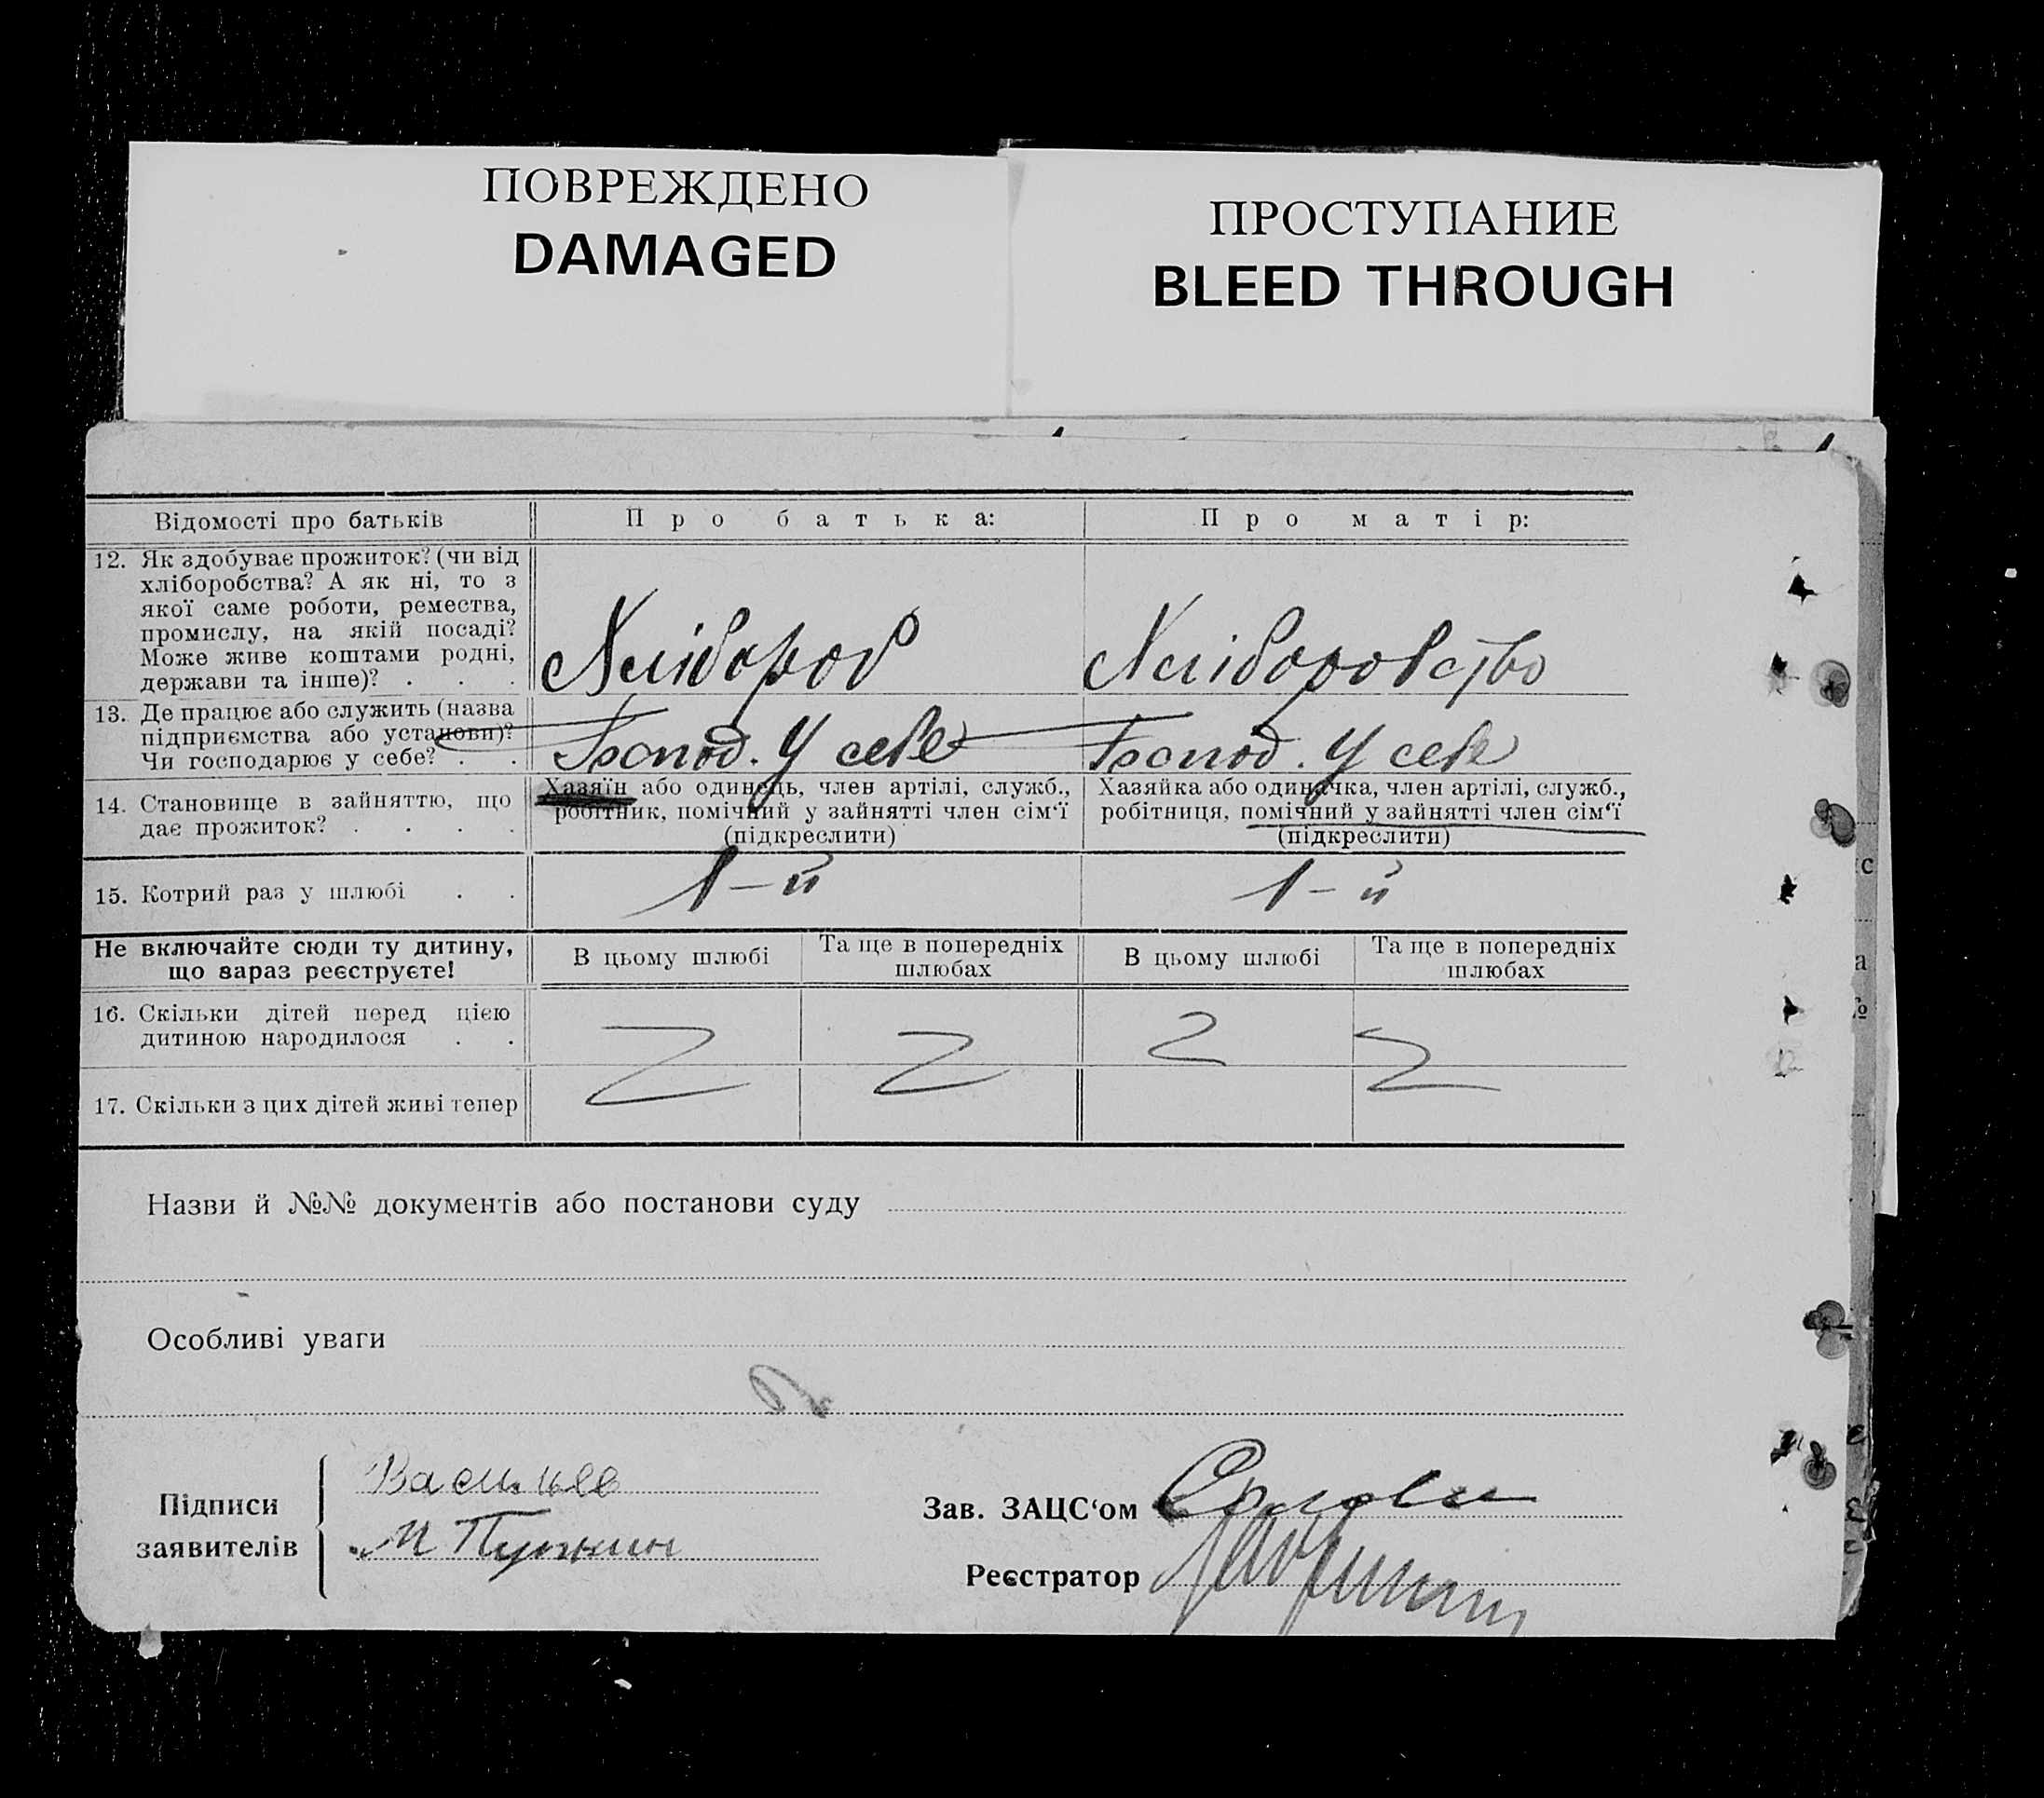 ПОВРЕЖДЕНО
DAMAGED
ПРОСТУПАНИЕ
BLEED THROUGH
Відомості про батьків
Про батька:
Про матір:
12. Як здобуває прожиток? (чи від
хліборобства? А як ні, то з
якої саме роботи, ремества,
промислу, на якій посаді?
Може живе коштами родні,
держави та інше)? . . .
Хлібороб
Хліборобство
13. Де працює або служить (назва
підприємства або установи)?
Чи господарює у себе? . .
Господ. У себе
Господ. У себе
14. Становище в зайняттю, що
дає прожиток? . . . .
Хазяїн або одинець, член артілі, служб.,
робітник, помічний у зайнятті член сім‘ї
(підкреслити)
Хазяйка або одиначка, член артілі, служб.,
робітниця, помічний у зайнятті член сім‘ї
(підкреслити)
15. Котрий раз у шлюбі . .
1-й
1-й
Не включайте сюди ту дитину,
що зараз реєструєте!
В цьому шлюбі
Та ще в попередніх
шлюбах
В цьому шлюбі
Та ще в попередніх
шлюбах
16. Скільки дітей перед цією
дитиною народилося . .
17. Скільки з цих дітей живі тепер
Назви й №№ документів або постанови суду
Особливі уваги
Підписи
заявителів
Васильев
М Пупкин
Зав. ЗАЦС‘ом
Реєстратор